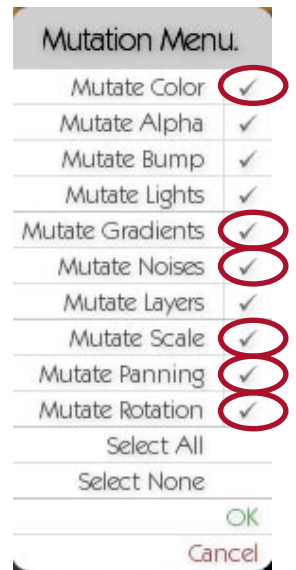 Mutation Menu.
Mutate Color ✓
Mutate Alpha ✓
Mutate Bump ✓
Mutate Lights ✓
Mutate Gradients ✓
Mutate Noises ✓
Mutate Layers ✓
Mutate Scale ✓
Mutate Panning ✓
Mutate Rotation ✓
Select All
Select None
OK
Cancel